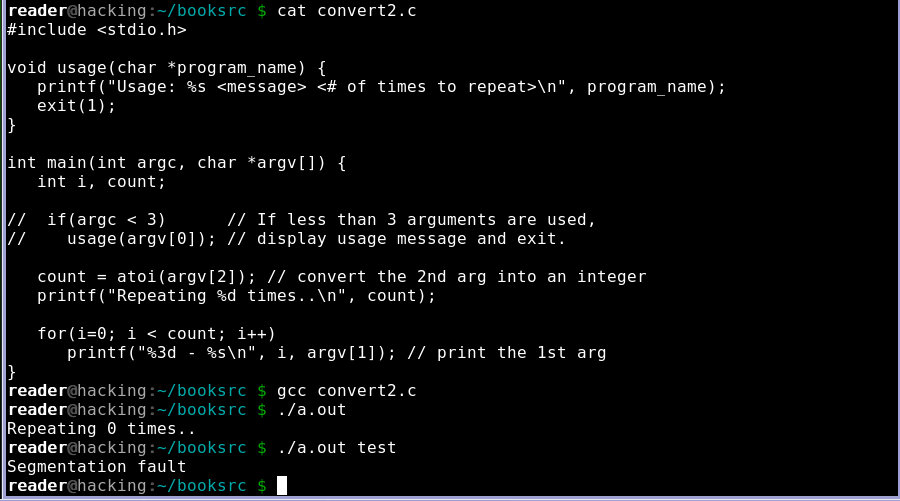 reader@hacking:~/booksrc $ cat convert2.c
#include <stdio.h>

void usage(char *program_name) {
   printf("Usage: %s <message> <# of times to repeat>\n", program_name);
   exit(1);
}

int main(int argc, char *argv[]) {
   int i, count;

//  if(argc < 3)      // If less than 3 arguments are used,
//    usage(argv[0]); // display usage message and exit.

   count = atoi(argv[2]); // convert the 2nd arg into an integer
   printf("Repeating %d times..\n", count);

   for(i=0; i < count; i++)
      printf("%3d - %s\n", i, argv[1]); // print the 1st arg
}
reader@hacking:~/booksrc $ gcc convert2.c
reader@hacking:~/booksrc $ ./a.out
Repeating 0 times..
reader@hacking:~/booksrc $ ./a.out test
Segmentation fault
reader@hacking:~/booksrc $